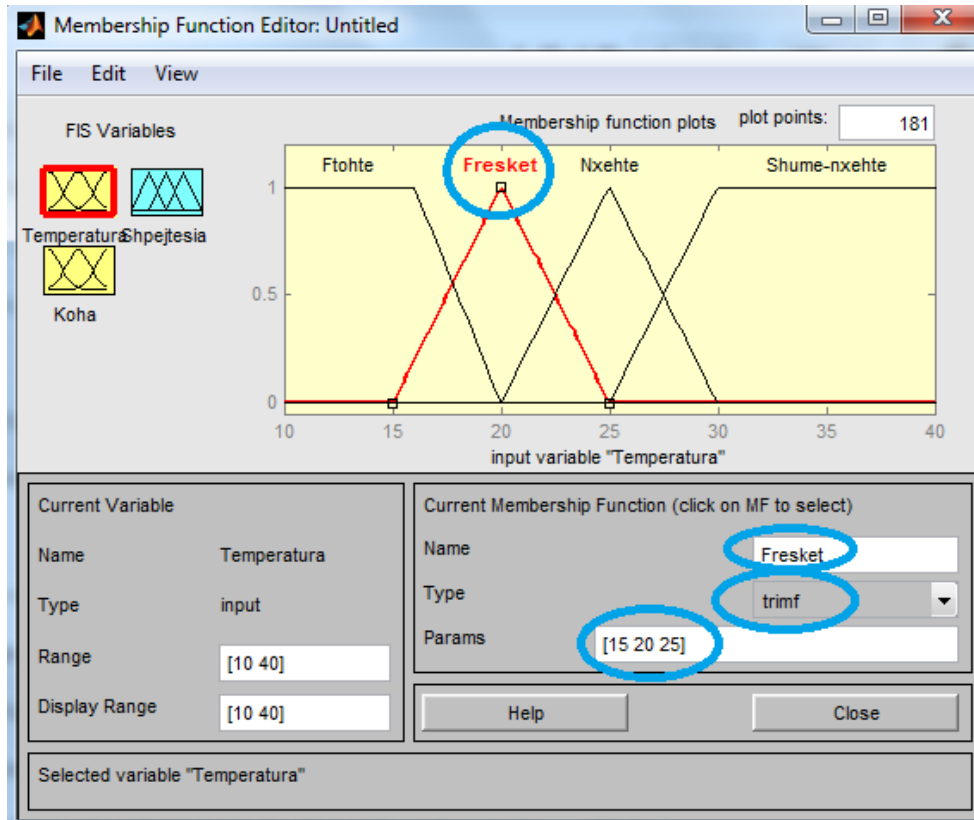 Membership Function Editor: Untitled
File Edit View
FIS Variables
Membership function plots plot points: 181
Ftohte Fresket Nxehte Shume-nxehte
1
0.5
0
10 15 20 25 30 35 40
input variable "Temperatura"
Temperatura Shpejtesia
Koha
Current Variable
Name Temperatura
Type input
Range [10 40]
Display Range [10 40]
Current Membership Function (click on MF to select)
Name Fresket
Type trimf
Params [15 20 25]
Help Close
Selected variable "Temperatura"